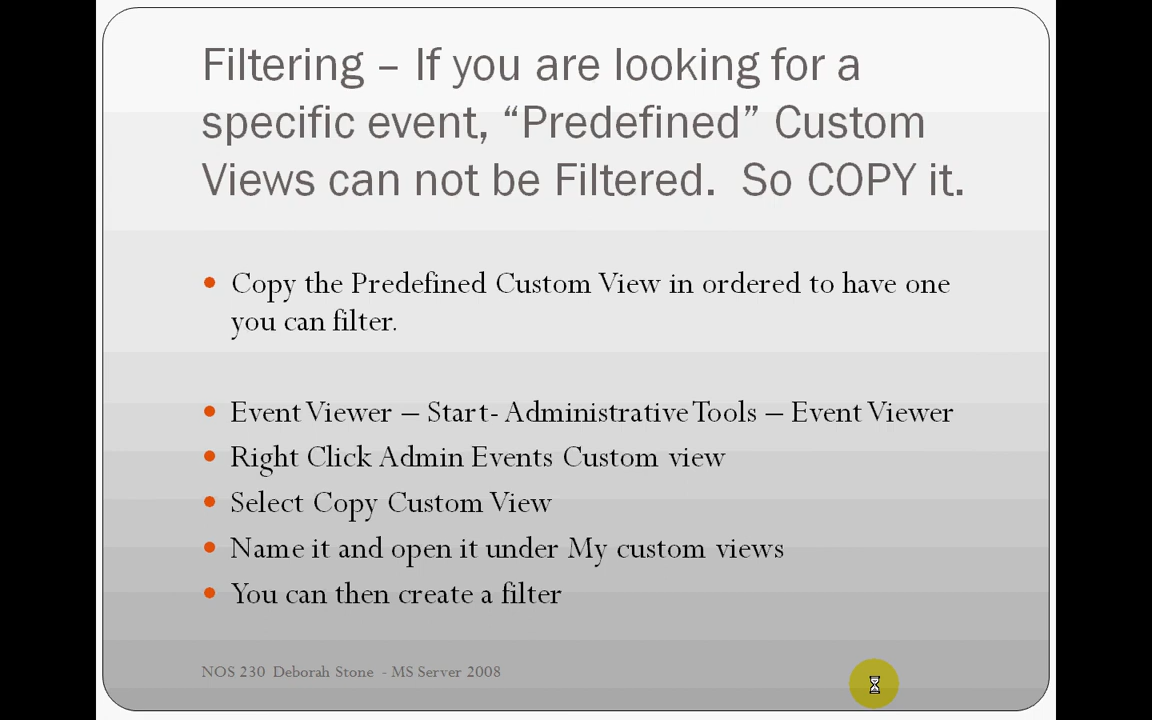 Filtering – If you are looking for a
specific event, “Predefined” Custom
Views can not be Filtered.  So COPY it.
• Copy the Predefined Custom View in ordered to have one
you can filter.
• Event Viewer – Start- Administrative Tools – Event Viewer
• Right Click Admin Events Custom view
• Select Copy Custom View
• Name it and open it under My custom views
• You can then create a filter
NOS 230  Deborah Stone  - MS Server 2008